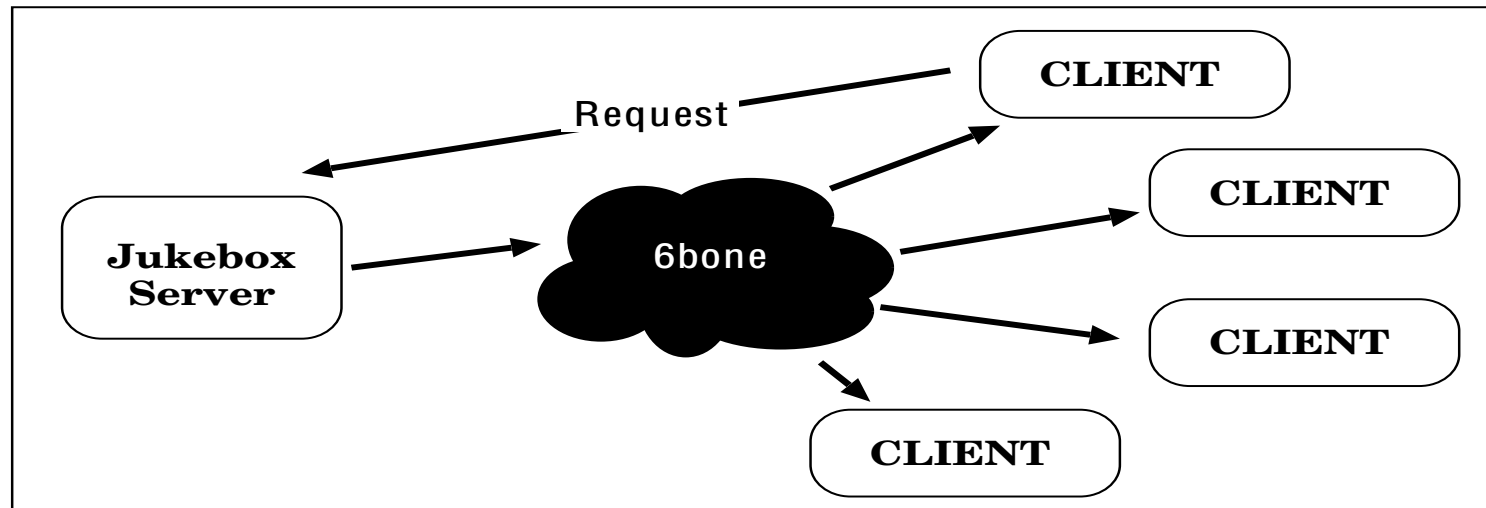 CLIENT
Request
CLIENT
Jukebox
Server
6bone
CLIENT
CLIENT